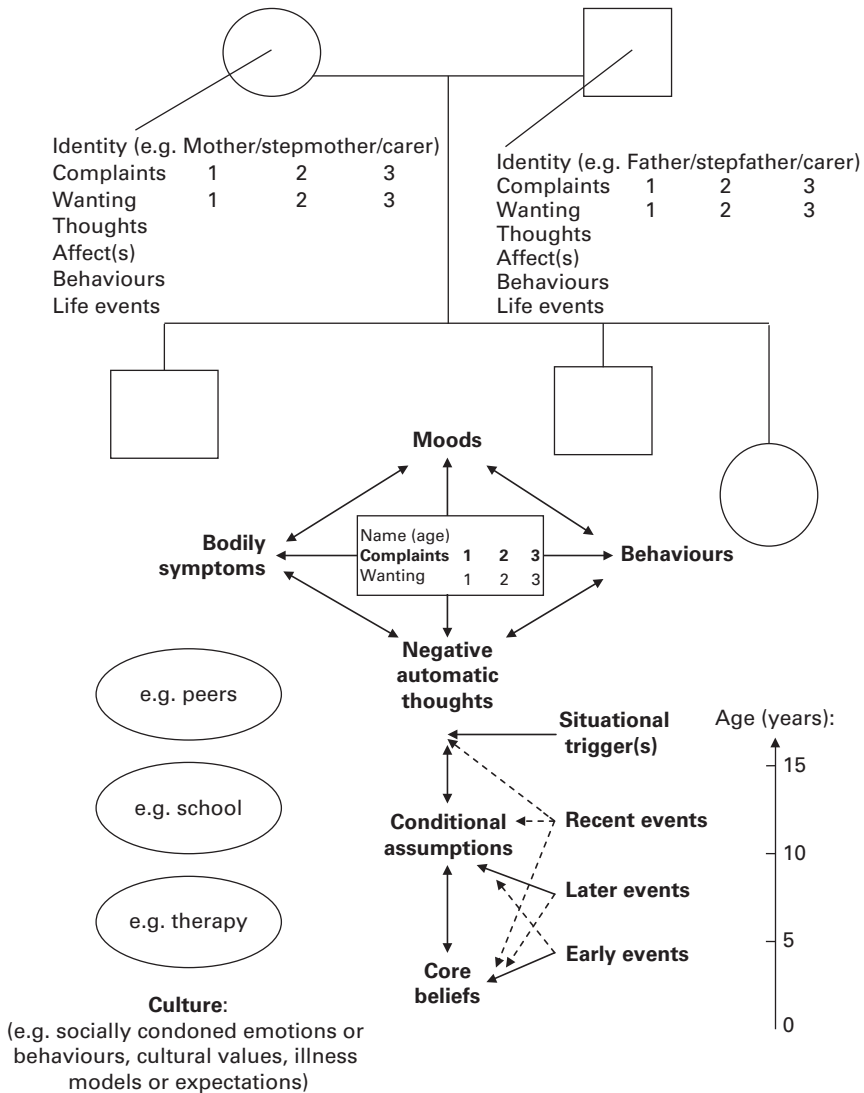 Identity (e.g. Mother/stepmother/carer)
Complaints 1 2 3
Wanting 1 2 3
Thoughts
Affect(s)
Behaviours
Life events
Identity (e.g. Father/stepfather/carer)
Complaints 1 2 3
Wanting 1 2 3
Thoughts
Affect(s)
Behaviours
Life events
Moods
Bodily
symptoms
Name (age)
Complaints 1 2 3
Wanting 1 2 3
Behaviours
Negative
automatic
thoughts
e.g. peers
e.g. school
e.g. therapy
Situational
trigger(s)
Conditional
assumptions
Recent events
Later events
Early events
Core
beliefs
Age (years):
15
10
5
0
Culture:
(e.g. socially condoned emotions or
behaviours, cultural values, illness
models or expectations)